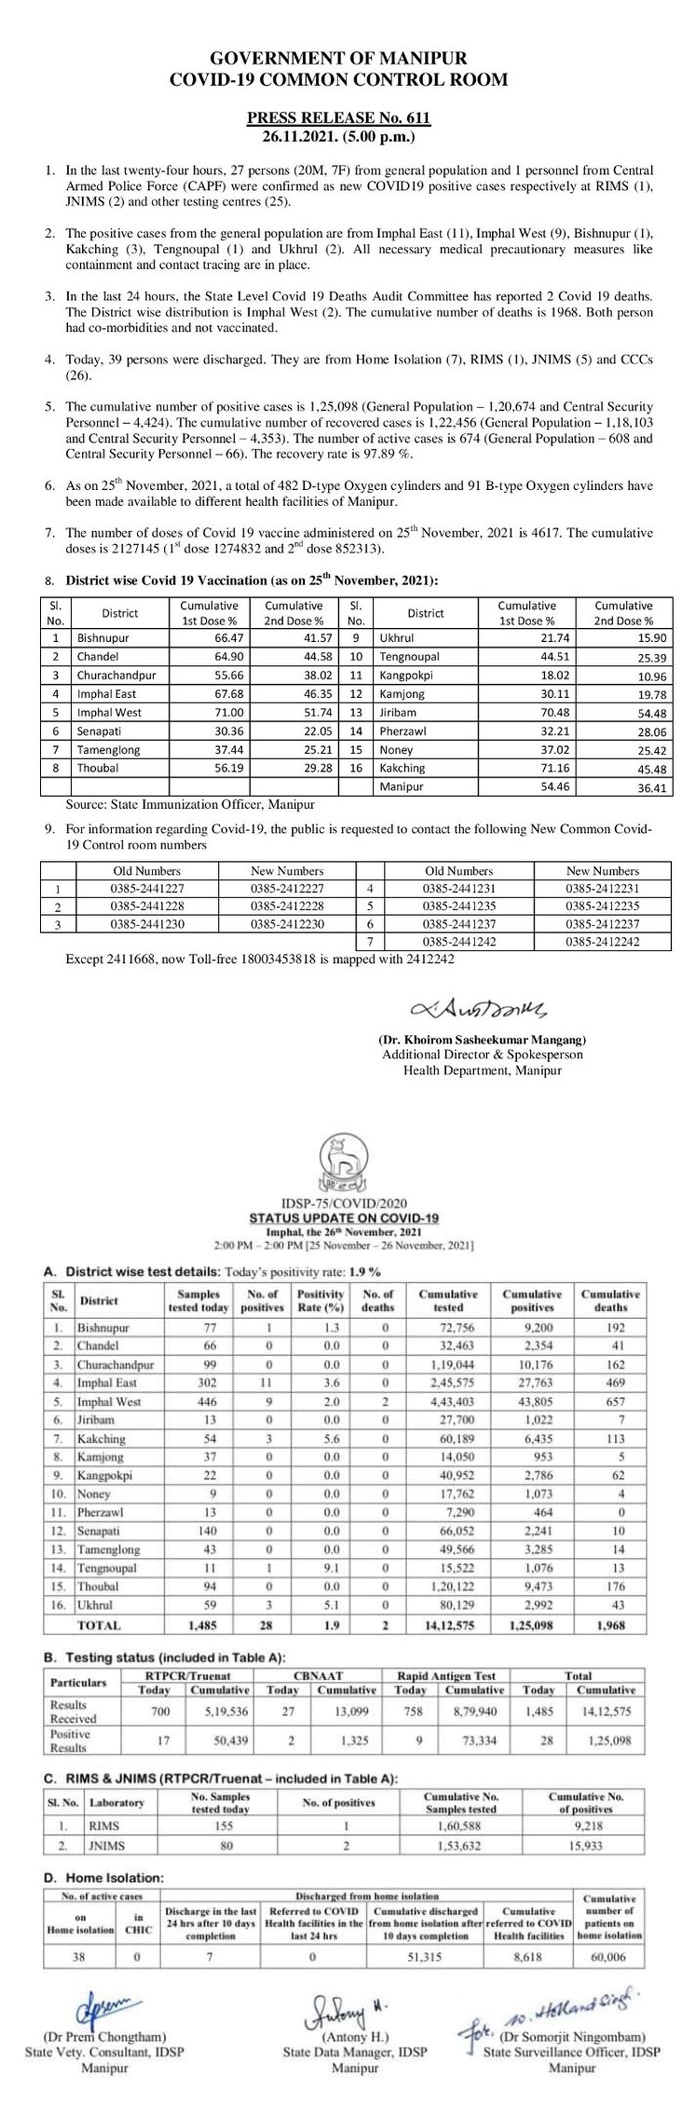 GOVERNMENT OF MANIPUR
COVID-19 COMMON CONTROL ROOM
PRESS RELEASE No. 611
26.11.2021. (5.00 p.m.)
1. In the last twenty-four hours, 27 persons (20M, 7F) from general population and 1 personnel from Central
Armed Police Force (CAPF) were confirmed as new COVID19 positive cases respectively at RIMS (1),
JNIMS (2) and other testing centres (25).
2. The positive cases from the general population are from Imphal East (11), Imphal West (9), Bishnupur (1),
Kakching (3), Tengnoupal (1) and Ukhrul (2). All necessary medical precautionary measures like
containment and contact tracing are in place.
3. In the last 24 hours, the State Level Covid 19 Deaths Audit Committee has reported 2 Covid 19 deaths.
The District wise distribution is Imphal West (2). The cumulative number of deaths is 1968. Both person
had co-morbidities and not vaccinated.
4. Today, 39 persons were discharged. They are from Home Isolation (7), RIMS (1), JNIMS (5) and CCCs
(26).
5. The cumulative number of positive cases is 1,25,098 (General Population – 1,20,674 and Central Security
Personnel – 4,424). The cumulative number of recovered cases is 1,22,456 (General Population – 1,18,103
and Central Security Personnel – 4,353). The number of active cases is 674 (General Population – 608 and
Central Security Personnel – 66). The recovery rate is 97.89 %.
6. As on 25th November, 2021, a total of 482 D-type Oxygen cylinders and 91 B-type Oxygen cylinders have
been made available to different health facilities of Manipur.
7. The number of doses of Covid 19 vaccine administered on 25th November, 2021 is 4617. The cumulative
doses is 2127145 (1st dose 1274832 and 2nd dose 852313).
8. District wise Covid 19 Vaccination (as on 25th November, 2021):
Sl. No. District Cumulative 1st Dose % Cumulative 2nd Dose % Sl. No. District Cumulative 1st Dose % Cumulative 2nd Dose %
1 Bishnupur 66.47 41.57 9 Ukhrul 21.74 15.90
2 Chandel 64.90 44.58 10 Tengnoupal 44.51 25.39
3 Churachandpur 55.66 38.02 11 Kangpokpi 18.02 10.96
4 Imphal East 67.68 46.35 12 Kamjong 30.11 19.78
5 Imphal West 71.00 51.74 13 Jiribam 70.48 54.48
6 Senapati 30.36 22.05 14 Pherzawl 32.21 28.06
7 Tamenglong 37.44 25.21 15 Noney 37.02 25.42
8 Thoubal 56.19 29.28 16 Kakching 71.16 45.48
Manipur 54.46 36.41
Source: State Immunization Officer, Manipur
9. For information regarding Covid-19, the public is requested to contact the following New Common Covid-
19 Control room numbers
Old Numbers New Numbers Old Numbers New Numbers
1 0385-2441227 0385-2412227 4 0385-2441231 0385-2412231
2 0385-2441228 0385-2412228 5 0385-2441235 0385-2412235
3 0385-2441230 0385-2412230 6 0385-2441237 0385-2412237
7 0385-2441242 0385-2412242
Except 2411668, now Toll-free 18003453818 is mapped with 2412242
(Dr. Khoirom Sasheekumar Mangang)
Additional Director & Spokesperson
Health Department, Manipur
IDSP-75/COVID/2020
STATUS UPDATE ON COVID-19
Imphal, the 26th November, 2021
2:00 PM – 2:00 PM [25 November – 26 November, 2021]
A. District wise test details: Today's positivity rate: 1.9 %
Sl. No. District Samples tested today No. of positives Positivity Rate (%) No. of deaths Cumulative tested Cumulative positives Cumulative deaths
1. Bishnupur 77 1 1.3 0 72,756 9,200 192
2. Chandel 66 0 0.0 0 32,463 2,354 41
3. Churachandpur 99 0 0.0 0 1,19,044 10,176 162
4. Imphal East 302 11 3.6 0 2,45,575 27,763 469
5. Imphal West 446 9 2.0 2 4,43,403 43,805 657
6. Jiribam 13 0 0.0 0 27,700 1,022 7
7. Kakching 54 3 5.6 0 60,189 6,435 113
8. Kamjong 37 0 0.0 0 14,050 953 5
9. Kangpokpi 22 0 0.0 0 40,952 2,786 62
10. Noney 9 0 0.0 0 17,762 1,073 4
11. Pherzawl 13 0 0.0 0 7,290 464 0
12. Senapati 140 0 0.0 0 66,052 2,241 10
13. Tamenglong 43 0 0.0 0 49,566 3,285 14
14. Tengnoupal 11 1 9.1 0 15,522 1,076 13
15. Thoubal 94 0 0.0 0 1,20,122 9,473 176
16. Ukhrul 59 3 5.1 0 80,129 2,992 43
TOTAL 1,485 28 1.9 2 14,12,575 1,25,098 1,968
B. Testing status (included in Table A):
Particulars RTPCR/Truenat CBNAAT Rapid Antigen Test Total
Today Cumulative Today Cumulative Today Cumulative Today Cumulative
Results Received 700 5,19,536 27 13,099 758 8,79,940 1,485 14,12,575
Positive Results 17 50,439 2 1,325 9 73,334 28 1,25,098
C. RIMS & JNIMS (RTPCR/Truenat – included in Table A):
Sl. No. Laboratory No. Samples tested today No. of positives Cumulative No. Samples tested Cumulative No. of positives
1. RIMS 155 1 1,60,588 9,218
2. JNIMS 80 2 1,53,632 15,933
D. Home Isolation:
No. of active cases Discharged from home isolation Cumulative number of patients on home isolation
on Home isolation in CHIC Discharge in the last 24 hrs after 10 days completion Referred to COVID Health facilities in the last 24 hrs Cumulative discharged from home isolation after 10 days completion Cumulative referred to COVID Health facilities
38 0 7 0 51,315 8,618 60,006
Antony H.
for. W. Holland Singh.
(Dr Prem Chongtham) (Antony H.) (Dr Somorjit Ningombam)
State Vety. Consultant, IDSP State Data Manager, IDSP State Surveillance Officer, IDSP
Manipur Manipur Manipur